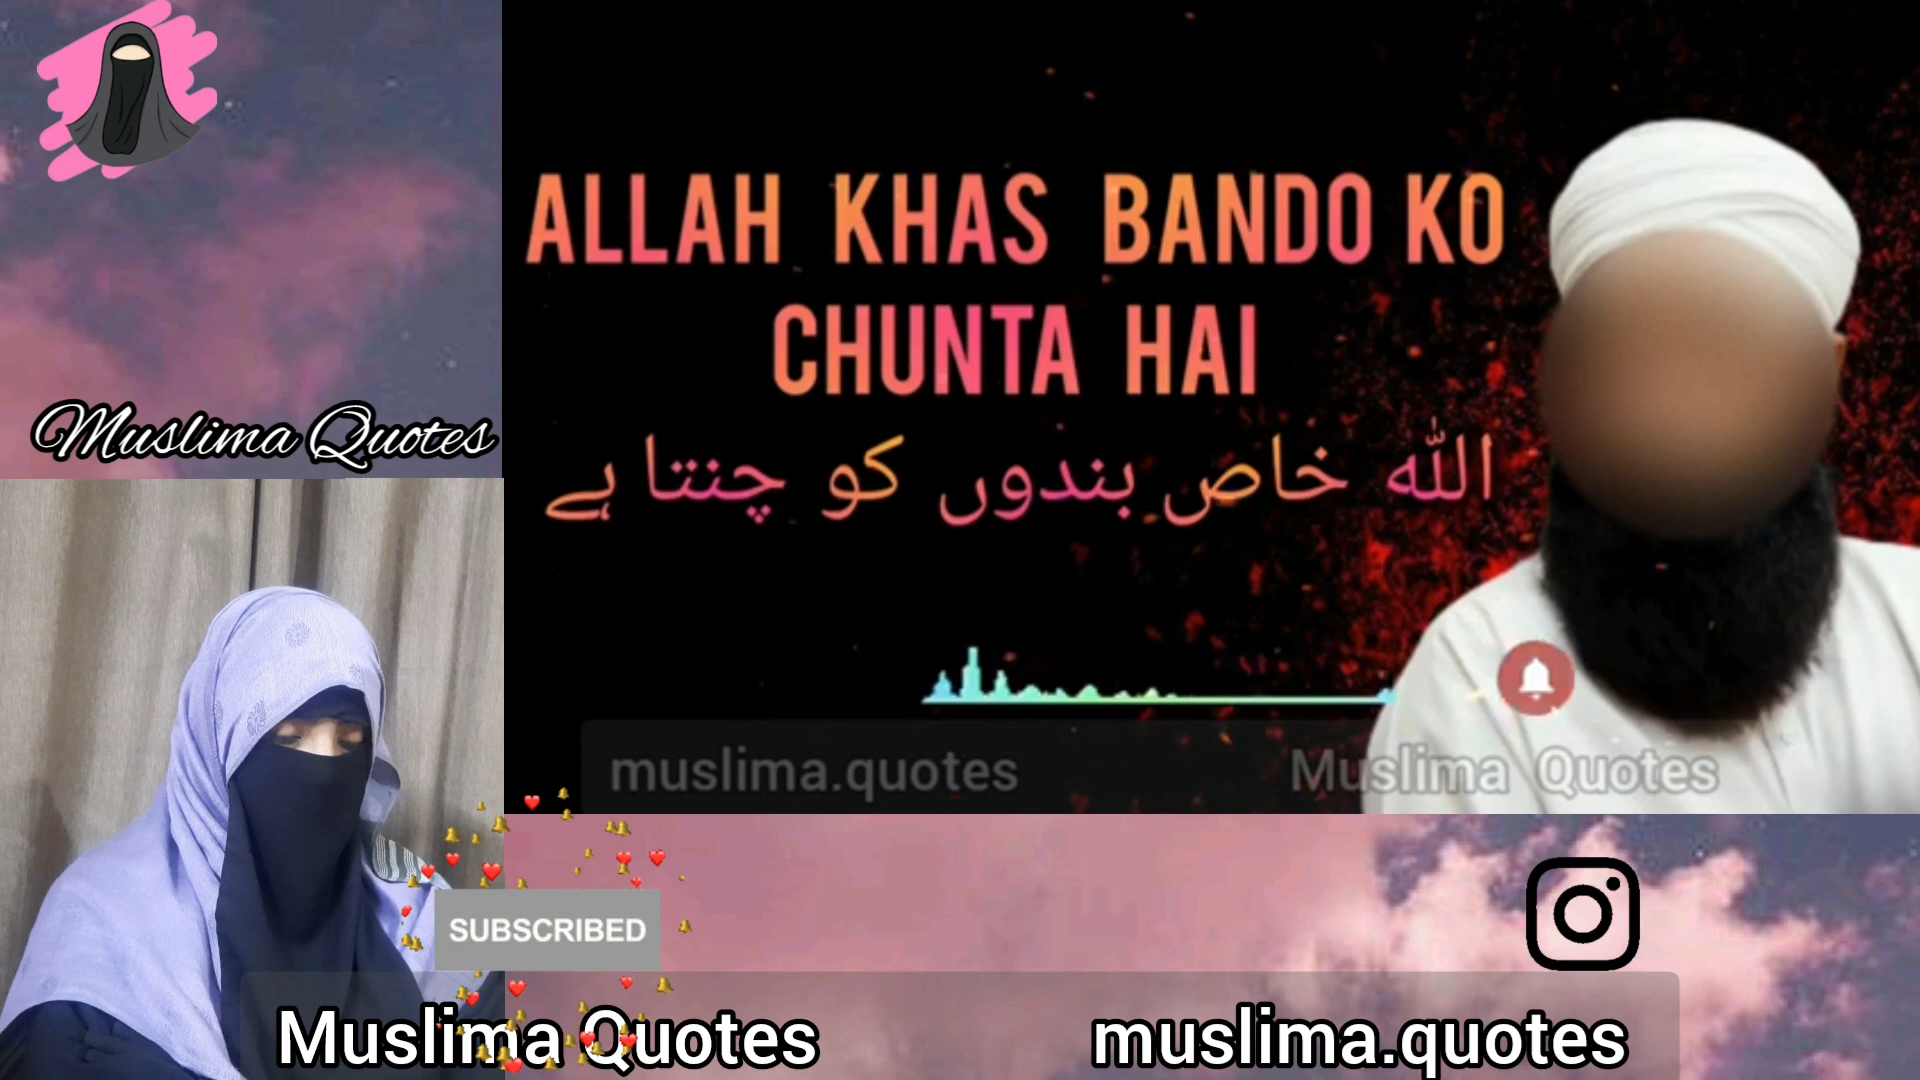 Muslima Quotes
ALLAH KHAS BANDO KO
CHUNTA HAI
اللہ خاص بندوں کو چنتا ہے
muslima.quotes
Muslima Quotes
SUBSCRIBED
Muslima Quotes
muslima.quotes